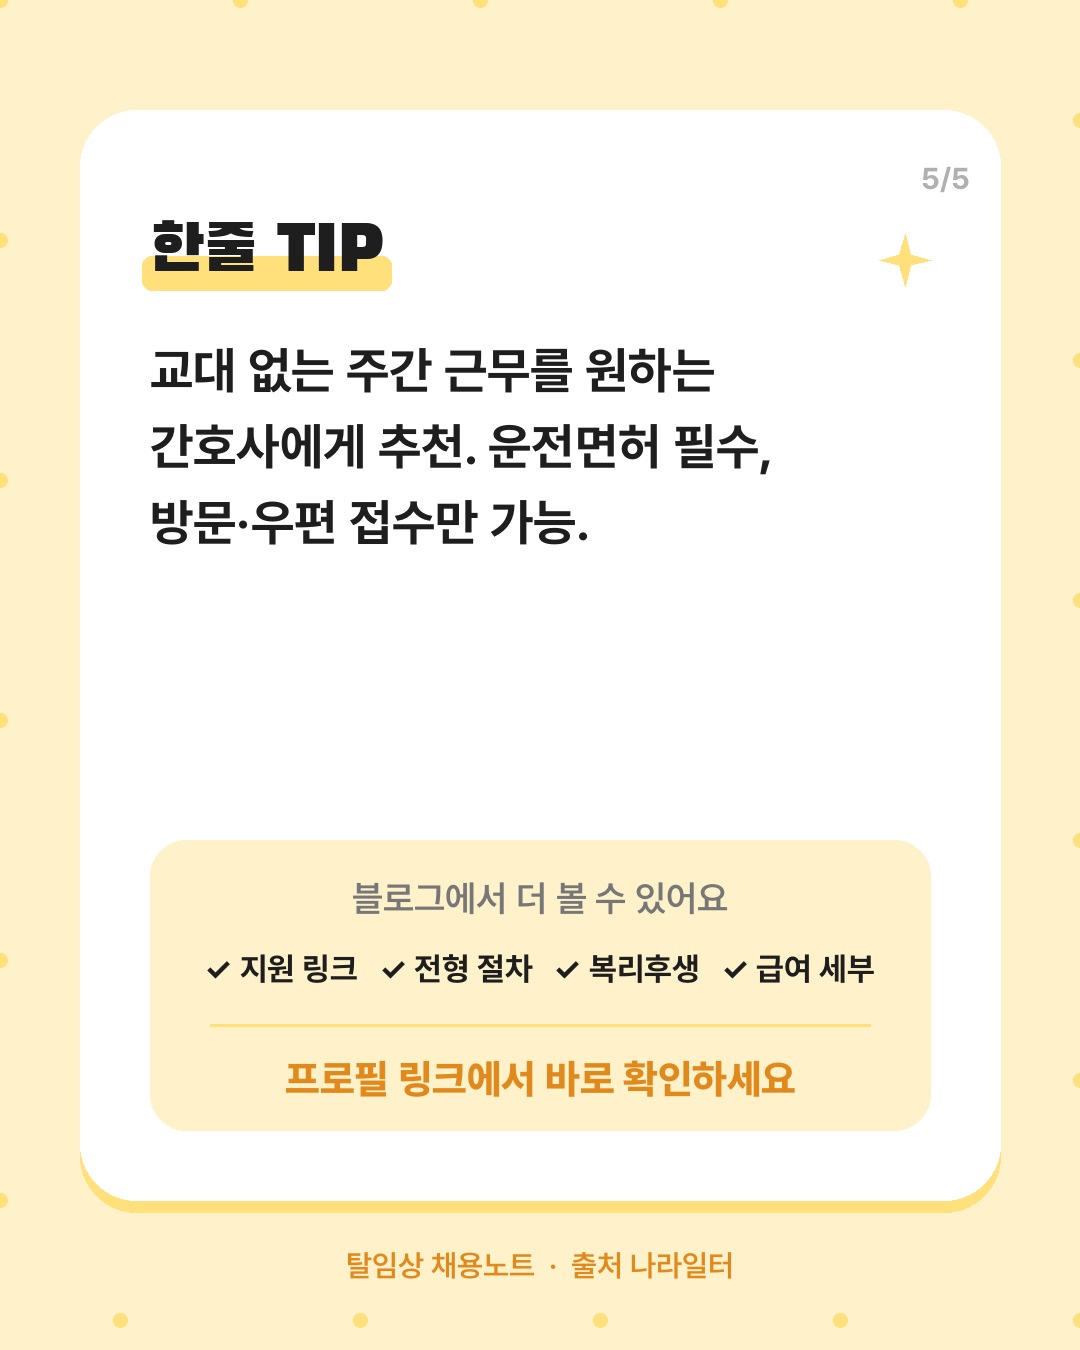 5/5
한줄 TIP
교대 없는 주간 근무를 원하는
간호사에게 추천. 운전면허 필수,
방문·우편 접수만 가능.
블로그에서 더 볼 수 있어요
✓ 지원 링크 ✓ 전형 절차 ✓ 복리후생 ✓ 급여 세부
프로필 링크에서 바로 확인하세요
탈임상 채용노트 · 출처 나라일터